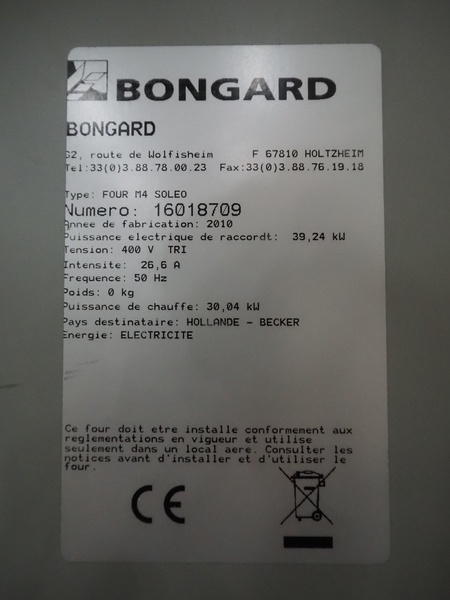 BONGARD
BONGARD
62, route de Wolfisheim F 67810 HOLTZHEIM
Tel:33(0)3.88.78.00.23 Fax:33(0)3.88.76.19.18
Type: FOUR M4 SOLEO
Numero: 16018709
Annee de fabrication: 2010
Puissance electrique de raccordt: 39,24 kW
Tension: 400 V TRI
Intensite: 26,6 A
Frequence: 50 Hz
Poids: 0 kg
Puissance de chauffe: 30,04 kW
Pays destinataire: HOLLANDE - BECKER
Energie: ELECTRICITE
Ce four doit etre installe conformement aux
reglementations en vigueur et utilise
seulement dans un local aere. Consulter les
notices avant d'installer et d'utiliser le
four.
CE